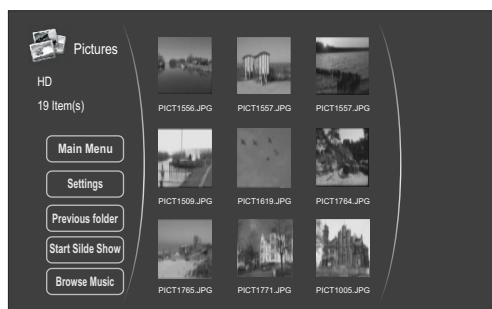 Pictures
HD
19 Item(s)
Main Menu
Settings
Previous folder
Start Silde Show
Browse Music
PICT1556.JPG PICT1557.JPG PICT1557.JPG
PICT1509.JPG PICT1619.JPG PICT1764.JPG
PICT1765.JPG PICT1771.JPG PICT1005.JPG